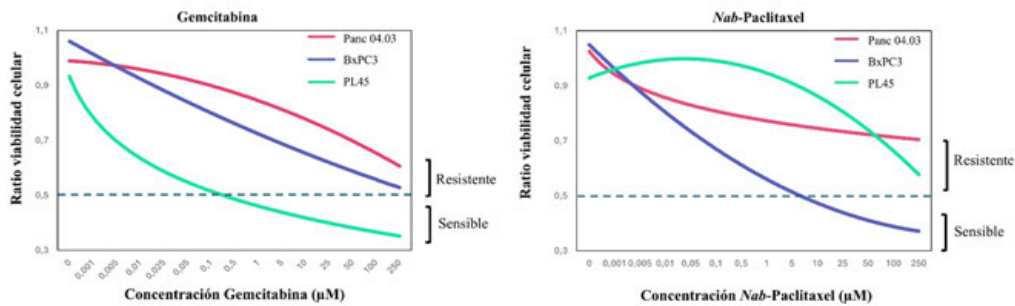 Gemcitabina
Ratio viabilidad celular
1,1
0,9
0,7
0,5
0,3
Panc 04.03
BxPC3
PL45
Resistente
Sensible
0 0,001 0,005 0,01 0,025 0,05 0,1 0,5 1 5 10 25 50 100 250
Concentración Gemcitabina (µM)
Nab-Paclitaxel
Ratio viabilidad celular
1,1
0,9
0,7
0,5
0,3
Panc 04.03
BxPC3
PL45
Resistente
Sensible
0 0,001 0,005 0,01 0,05 0,1 1 5 10 25 50 100 250
Concentración Nab-Paclitaxel (µM)